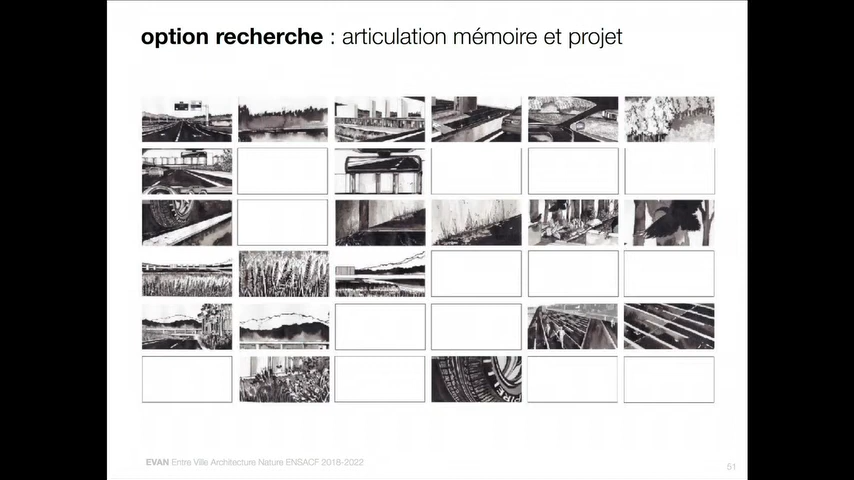 option recherche : articulation mémoire et projet
EVAN Entre Ville Architecture Nature ENSACF 2018-2022
51